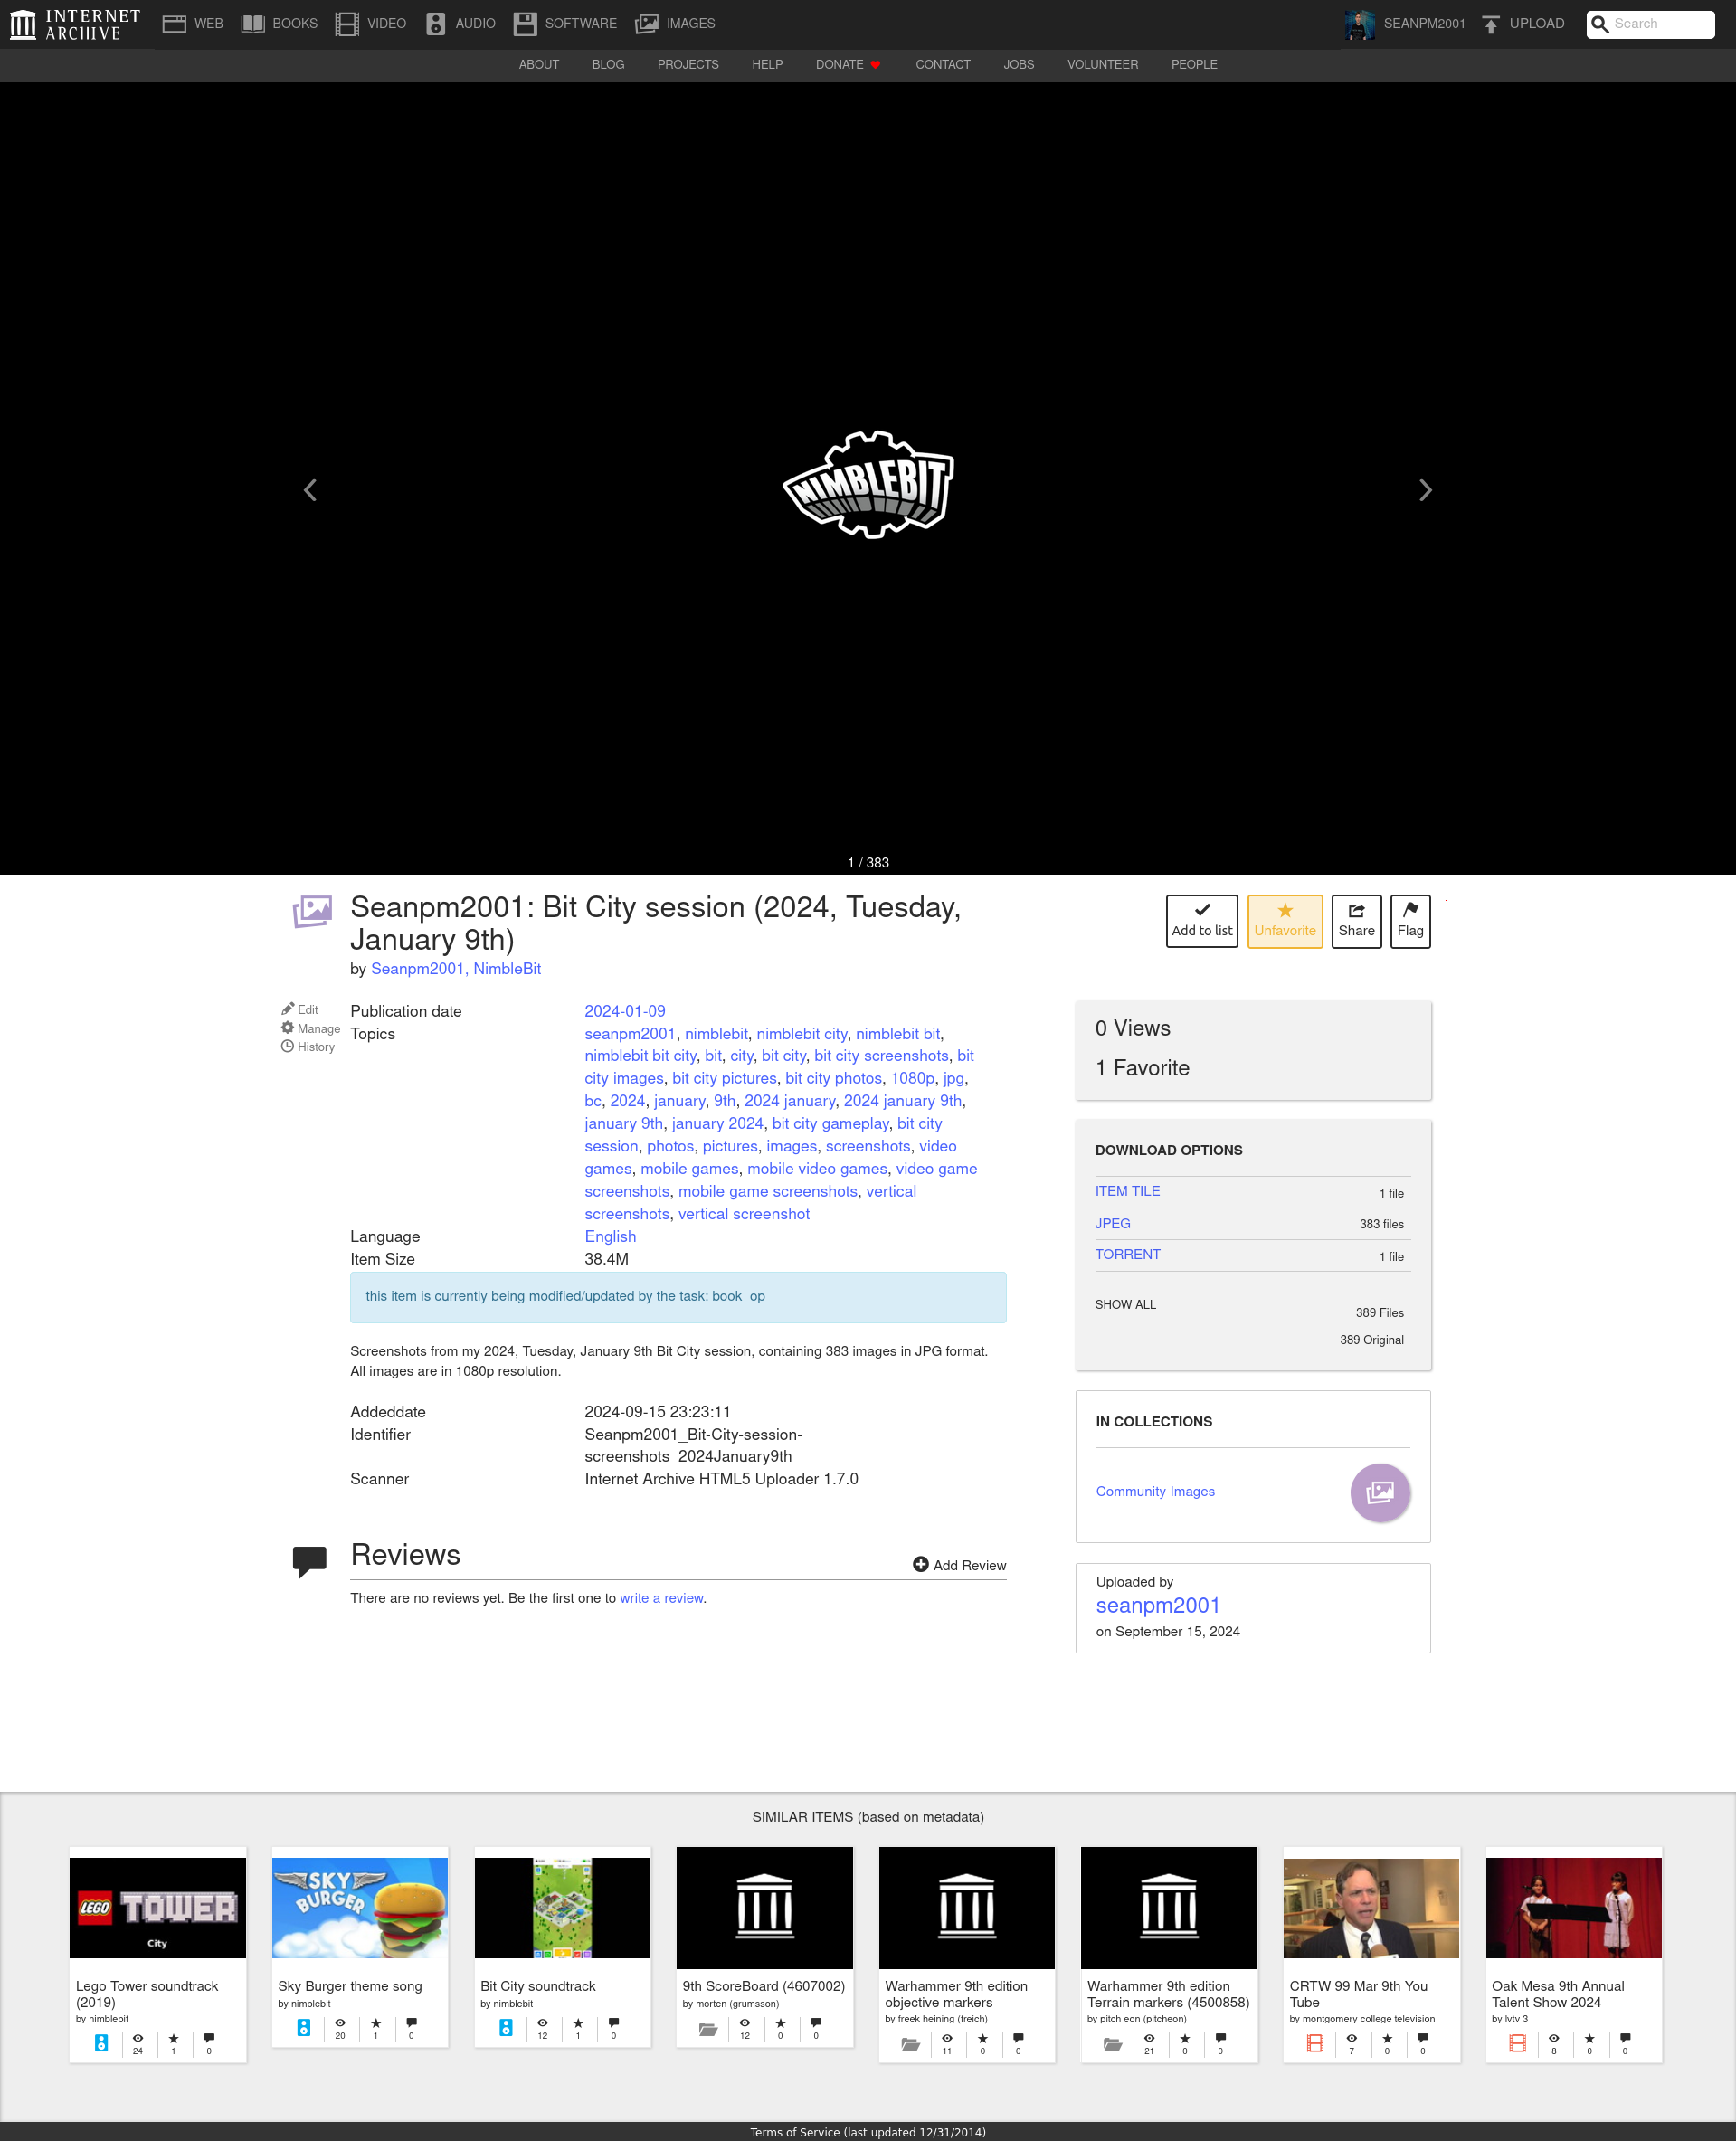 INTERNET
ARCHIVE
WEB
BOOKS
VIDEO
AUDIO
SOFTWARE
IMAGES
SEANPM2001
UPLOAD
Search
ABOUT
BLOG
PROJECTS
HELP
DONATE
CONTACT
JOBS
VOLUNTEER
PEOPLE
NIMBLEBIT
1 / 383
Seanpm2001: Bit City session (2024, Tuesday,
January 9th)
by Seanpm2001, NimbleBit
Add to list
Unfavorite
Share
Flag
Edit
Manage
History
Publication date 2024-01-09
Topics seanpm2001, nimblebit, nimblebit city, nimblebit bit,
nimblebit bit city, bit, city, bit city, bit city screenshots, bit
city images, bit city pictures, bit city photos, 1080p, jpg,
bc, 2024, january, 9th, 2024 january, 2024 january 9th,
january 9th, january 2024, bit city gameplay, bit city
session, photos, pictures, images, screenshots, video
games, mobile games, mobile video games, video game
screenshots, mobile game screenshots, vertical
screenshots, vertical screenshot
Language English
Item Size 38.4M
this item is currently being modified/updated by the task: book_op
Screenshots from my 2024, Tuesday, January 9th Bit City session, containing 383 images in JPG format.
All images are in 1080p resolution.
Addeddate 2024-09-15 23:23:11
Identifier Seanpm2001_Bit-City-session-
screenshots_2024January9th
Scanner Internet Archive HTML5 Uploader 1.7.0
Reviews
Add Review
There are no reviews yet. Be the first one to write a review.
0 Views
1 Favorite
DOWNLOAD OPTIONS
ITEM TILE 1 file
JPEG 383 files
TORRENT 1 file
SHOW ALL
389 Files
389 Original
IN COLLECTIONS
Community Images
Uploaded by
seanpm2001
on September 15, 2024
SIMILAR ITEMS (based on metadata)
LEGO TOWER
City
Lego Tower soundtrack
(2019)
by nimblebit
24 1 0
SKY
BURGER
Sky Burger theme song
by nimblebit
20 1 0
Bit City soundtrack
by nimblebit
12 1 0
9th ScoreBoard (4607002)
by morten (grumsson)
12 0 0
Warhammer 9th edition
objective markers
by freek heining (freich)
11 0 0
Warhammer 9th edition
Terrain markers (4500858)
by pitch eon (pitcheon)
21 0 0
CRTW 99 Mar 9th You
Tube
by montgomery college television
7 0 0
Oak Mesa 9th Annual
Talent Show 2024
by lvtv 3
8 0 0
Terms of Service (last updated 12/31/2014)